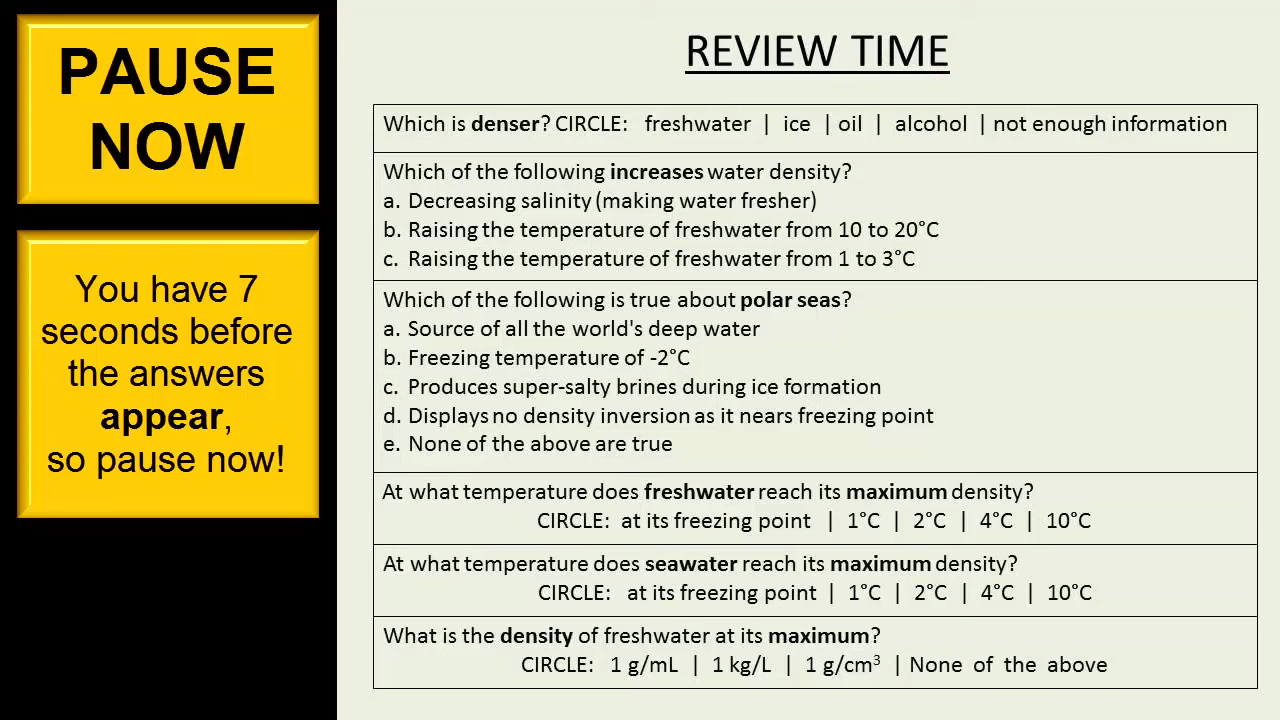 PAUSE
NOW
You have 7
seconds before
the answers
appear,
so pause now!
REVIEW TIME
Which is denser? CIRCLE: freshwater | ice | oil | alcohol | not enough information
Which of the following increases water density?
a. Decreasing salinity (making water fresher)
b. Raising the temperature of freshwater from 10 to 20°C
c. Raising the temperature of freshwater from 1 to 3°C
Which of the following is true about polar seas?
a. Source of all the world's deep water
b. Freezing temperature of -2°C
c. Produces super-salty brines during ice formation
d. Displays no density inversion as it nears freezing point
e. None of the above are true
At what temperature does freshwater reach its maximum density?
CIRCLE: at its freezing point | 1°C | 2°C | 4°C | 10°C
At what temperature does seawater reach its maximum density?
CIRCLE: at its freezing point | 1°C | 2°C | 4°C | 10°C
What is the density of freshwater at its maximum?
CIRCLE: 1 g/mL | 1 kg/L | 1 g/cm³ | None of the above